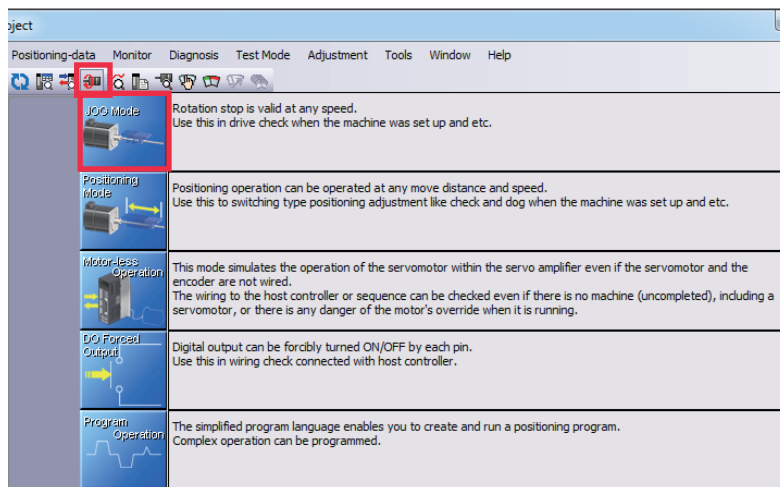 oject
Positioning-data Monitor Diagnosis Test Mode Adjustment Tools Window Help
JOG Mode
Rotation stop is valid at any speed.
Use this in drive check when the machine was set up and etc.
Positioning
Mode
Positioning operation can be operated at any move distance and speed.
Use this to switching type positioning adjustment like check and dog when the machine was set up and etc.
Motor-less
Operation
This mode simulates the operation of the servomotor within the servo amplifier even if the servomotor and the
encoder are not wired.
The wiring to the host controller or sequence can be checked even if there is no machine (uncompleted), including a
servomotor, or there is any danger of the motor's override when it is running.
DO Forced
Output
Digital output can be forcibly turned ON/OFF by each pin.
Use this in wiring check connected with host controller.
Program
Operation
The simplified program language enables you to create and run a positioning program.
Complex operation can be programmed.